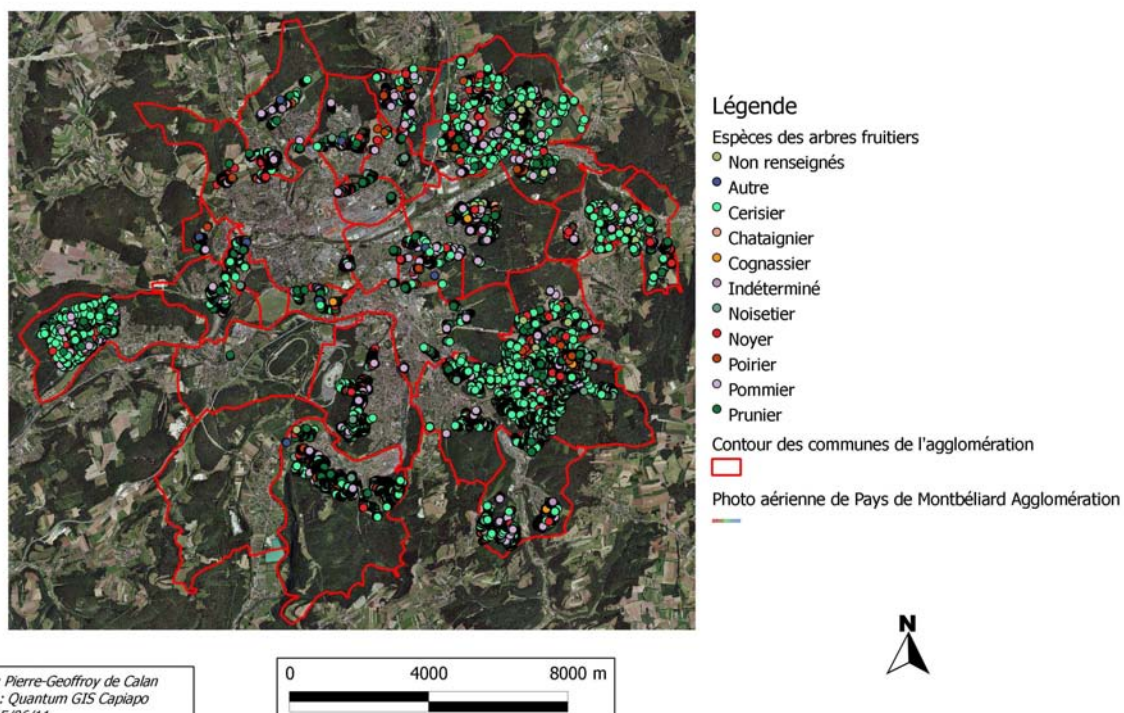 Légende
Espèces des arbres fruitiers
Non renseignés
Autre
Cerisier
Chataignier
Cognassier
Indéterminé
Noisetier
Noyer
Poirier
Pommier
Prunier
Contour des communes de l'agglomération
Photo aérienne de Pays de Montbéliard Agglomération
N
0 4000 8000 m
Pierre-Geoffroy de Calan
: Quantum GIS Capiapo